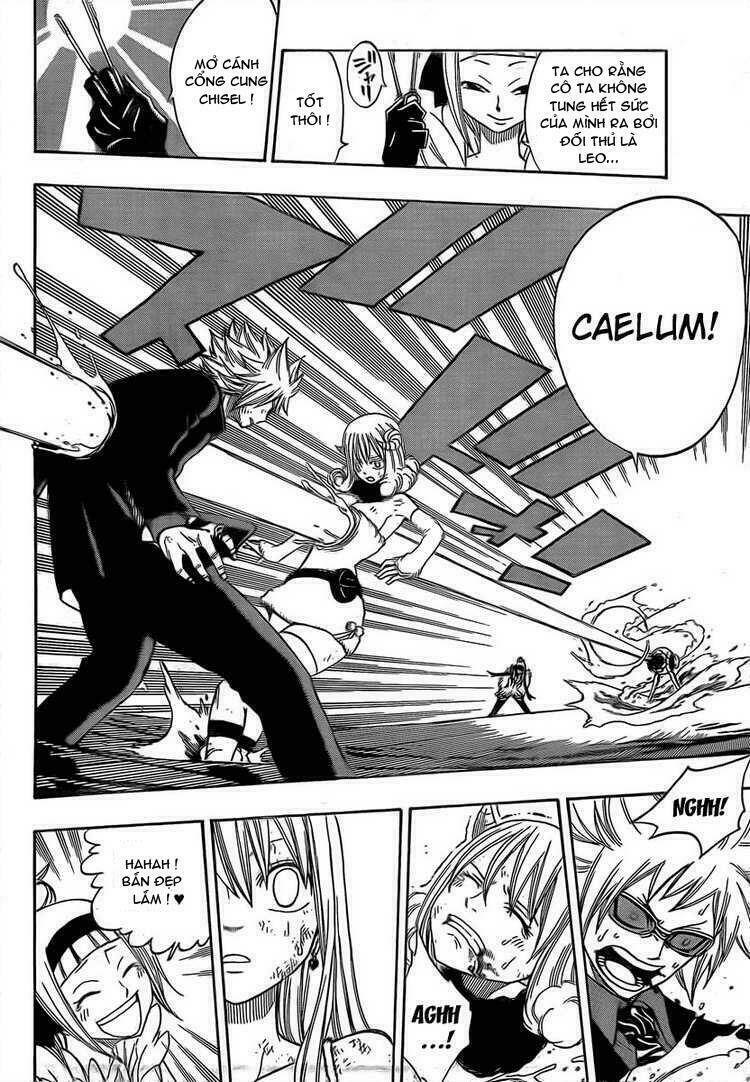 TA CHO RẰNG
CÔ TA KHÔNG
TUNG HẾT SỨC
CỦA MÌNH RA BỞI
ĐỐI THỦ LÀ
LEO...
TỐT
THÔI !
MỞ CÁNH
CỔNG CUNG
CHISEL !
CAELUM!
NGHH!
AGHH
...!
HAHAH !
BẮN ĐẸP
LẮM ! ♥